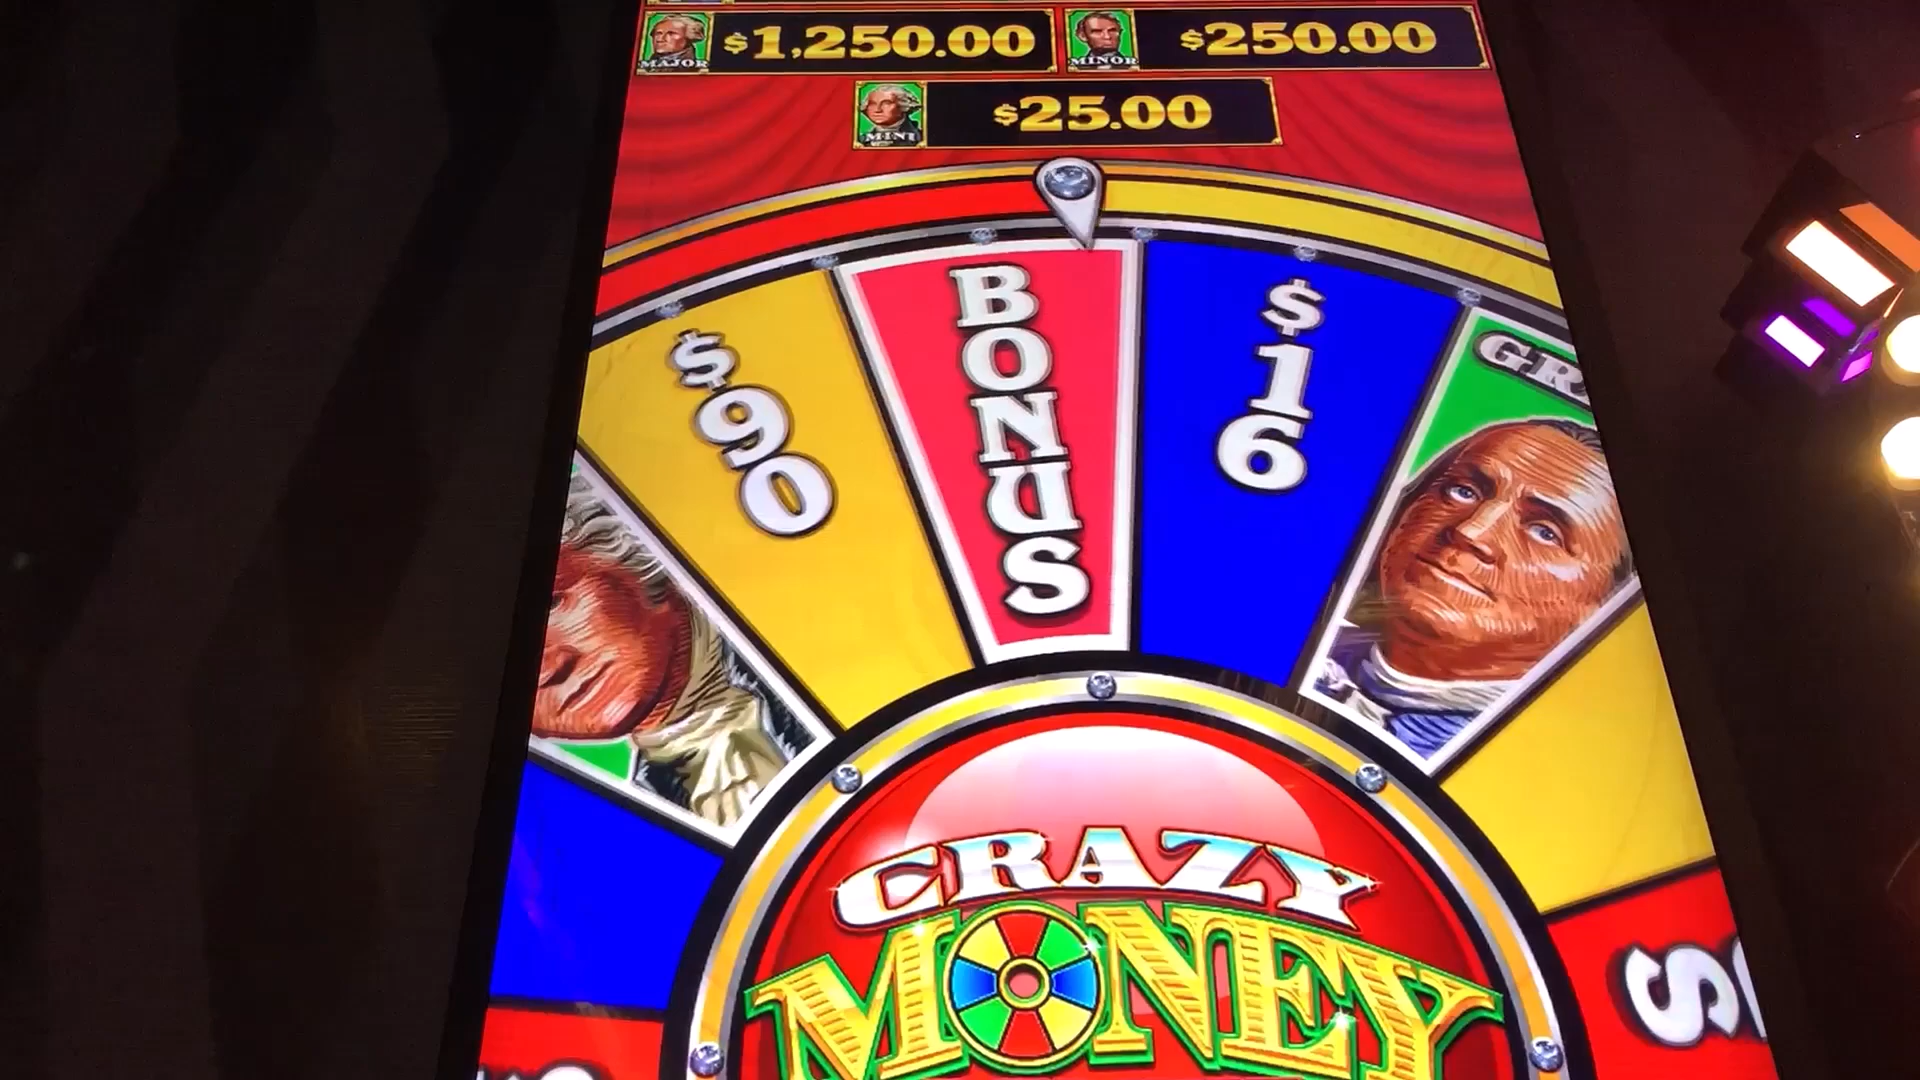 MAJOR $1,250.00
MINOR $250.00
MINI $25.00
$90
BONUS
$16
CRAZY
MONEY